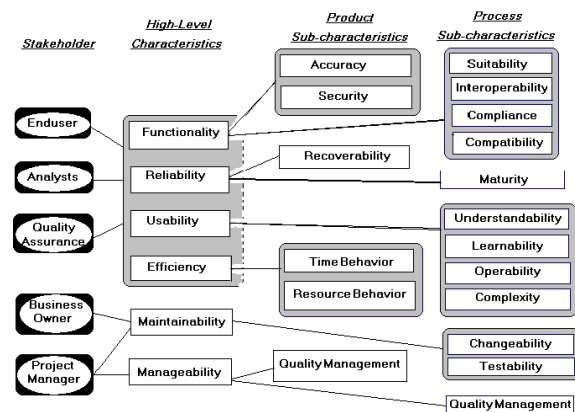 Stakeholder
High-Level
Characteristics
Product
Sub-characteristics
Process
Sub-characteristics
Enduser
Analysts
Quality
Assurance
Business
Owner
Project
Manager
Functionality
Reliability
Usability
Efficiency
Maintainability
Manageability
Accuracy
Security
Recoverability
Time Behavior
Resource Behavior
Quality Management
Suitability
Interoperability
Compliance
Compatibility
Maturity
Understandability
Learnability
Operability
Complexity
Changeability
Testability
Quality Management